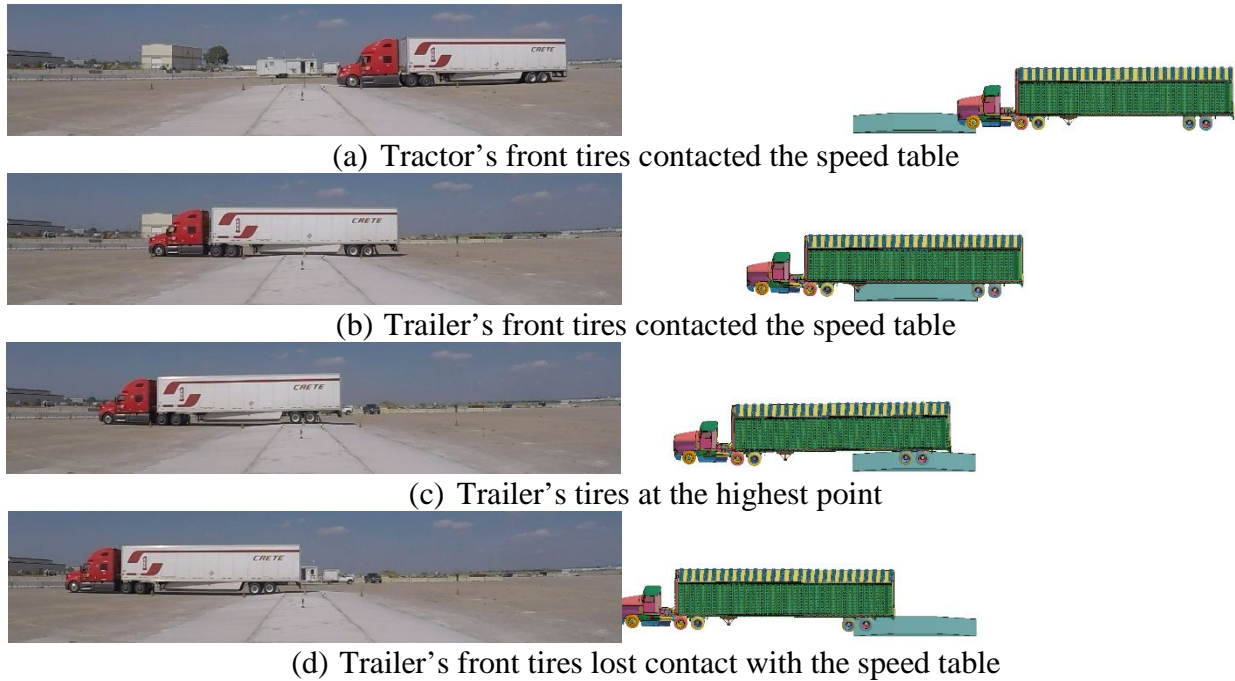 CRETE
(a) Tractor's front tires contacted the speed table
CRETE
(b) Trailer's front tires contacted the speed table
CRETE
(c) Trailer's tires at the highest point
CRETE
(d) Trailer's front tires lost contact with the speed table